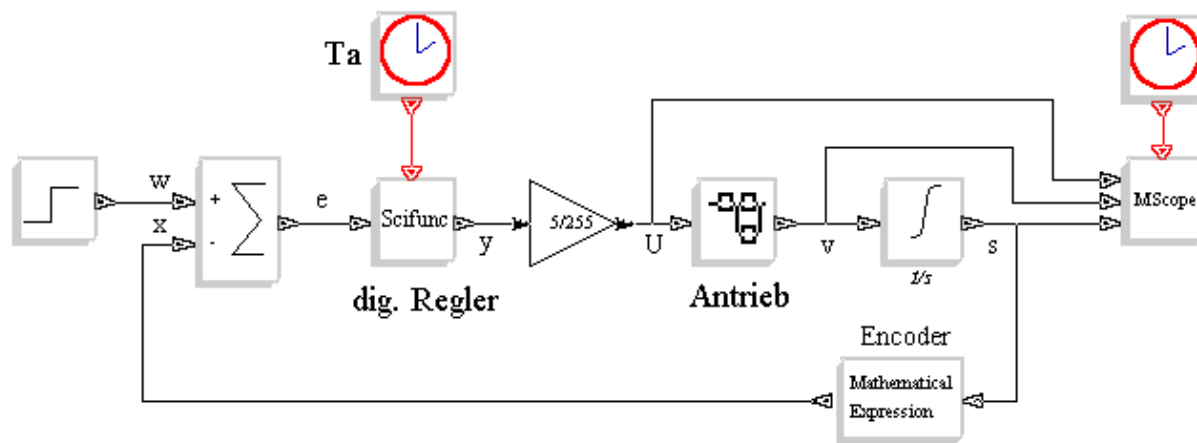 Ta
w
+
x
-
e
Scifunc
y
5/255
U
v
1/s
s
MScope
dig. Regler
Antrieb
Encoder
Mathematical
Expression